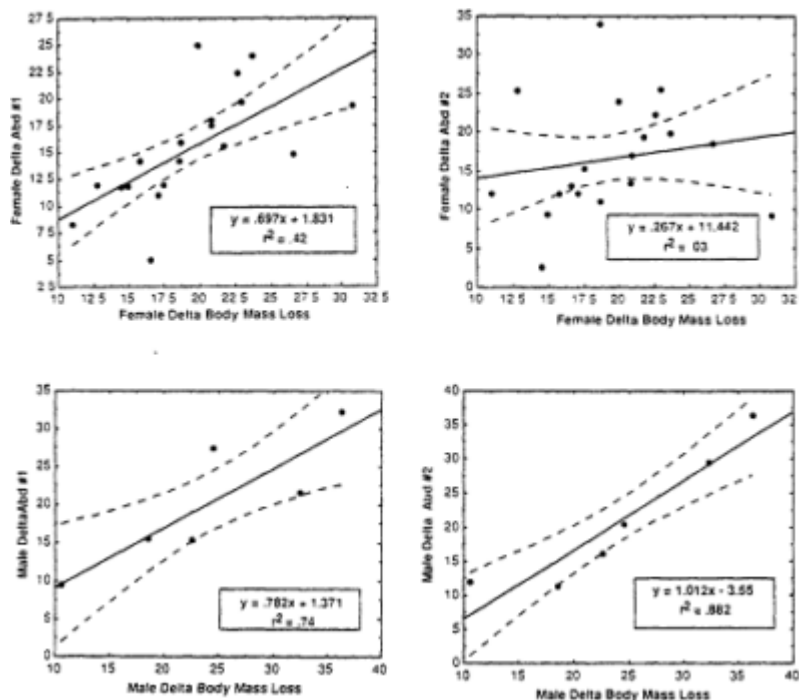 Female Delta Abd #1
27 5
25
22.5
20
17.5
15
12.5
10
7.5
5
2 5
y = .697x + 1.831
r2 = .42
10 12 5 15 17 5 20 22 5 25 27 5 30 32 5
Female Delta Body Mass Loss
Female Delta Abd #2
35
30
25
20
15
10
5
0
y = .267x + 11.442
r2 = 03
10 12 5 15 17 5 20 22 5 25 27 5 30 32
Female Delta Body Mass Loss
Male DeltaAbd #1
35
30
25
20
15
10
5
0
y = .782x + 1.371
r2 = .74
10 15 20 25 30 35 40
Male Delta Body Mass Loss
Male Delta Abd #2
40
35
30
25
20
15
10
5
0
y = 1.012x - 3.55
r2 = .882
10 15 20 25 30 35 40
Male Delta Body Mass Loss